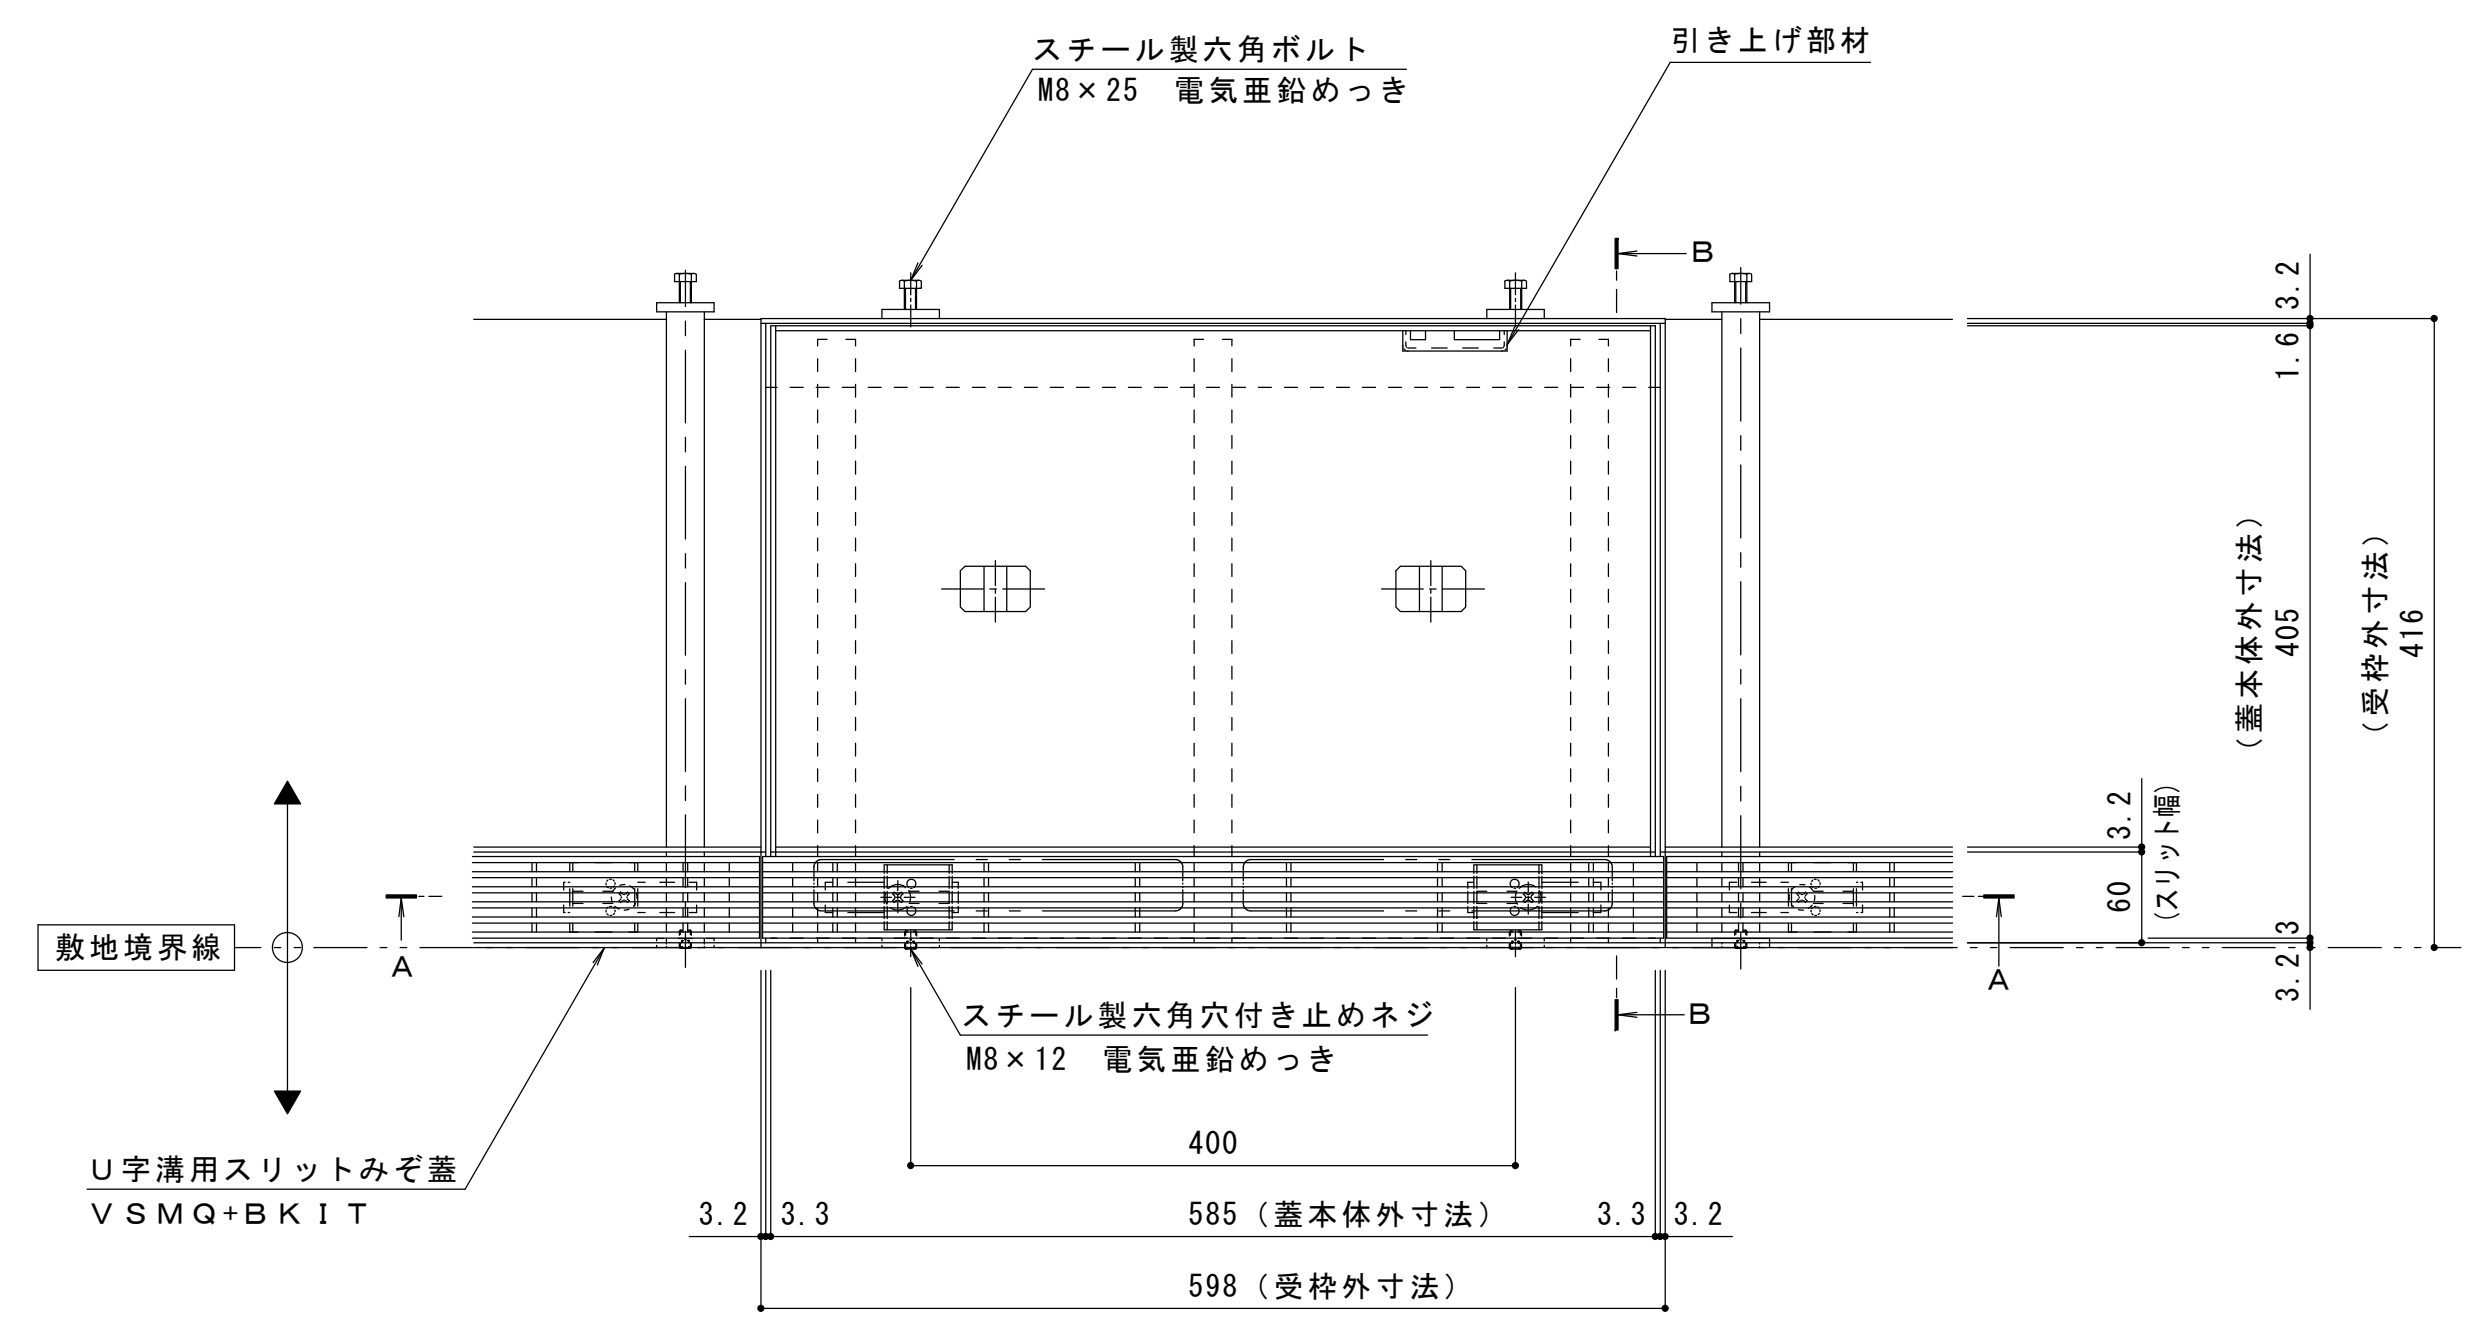 スチール製六角ボルト
M8×25 電気亜鉛めっき
引き上げ部材
B
3.2
1.6
(蓋本体外寸法)
405
(受枠外寸法)
416
3.2
60
(スリット幅)
3
3.2
敷地境界線
A
A
スチール製六角穴付き止めネジ
M8×12 電気亜鉛めっき
B
400
U字溝用スリットみぞ蓋
VSMQ+BKIT
3.2
3.3
585(蓋本体外寸法)
3.3
3.2
598(受枠外寸法)